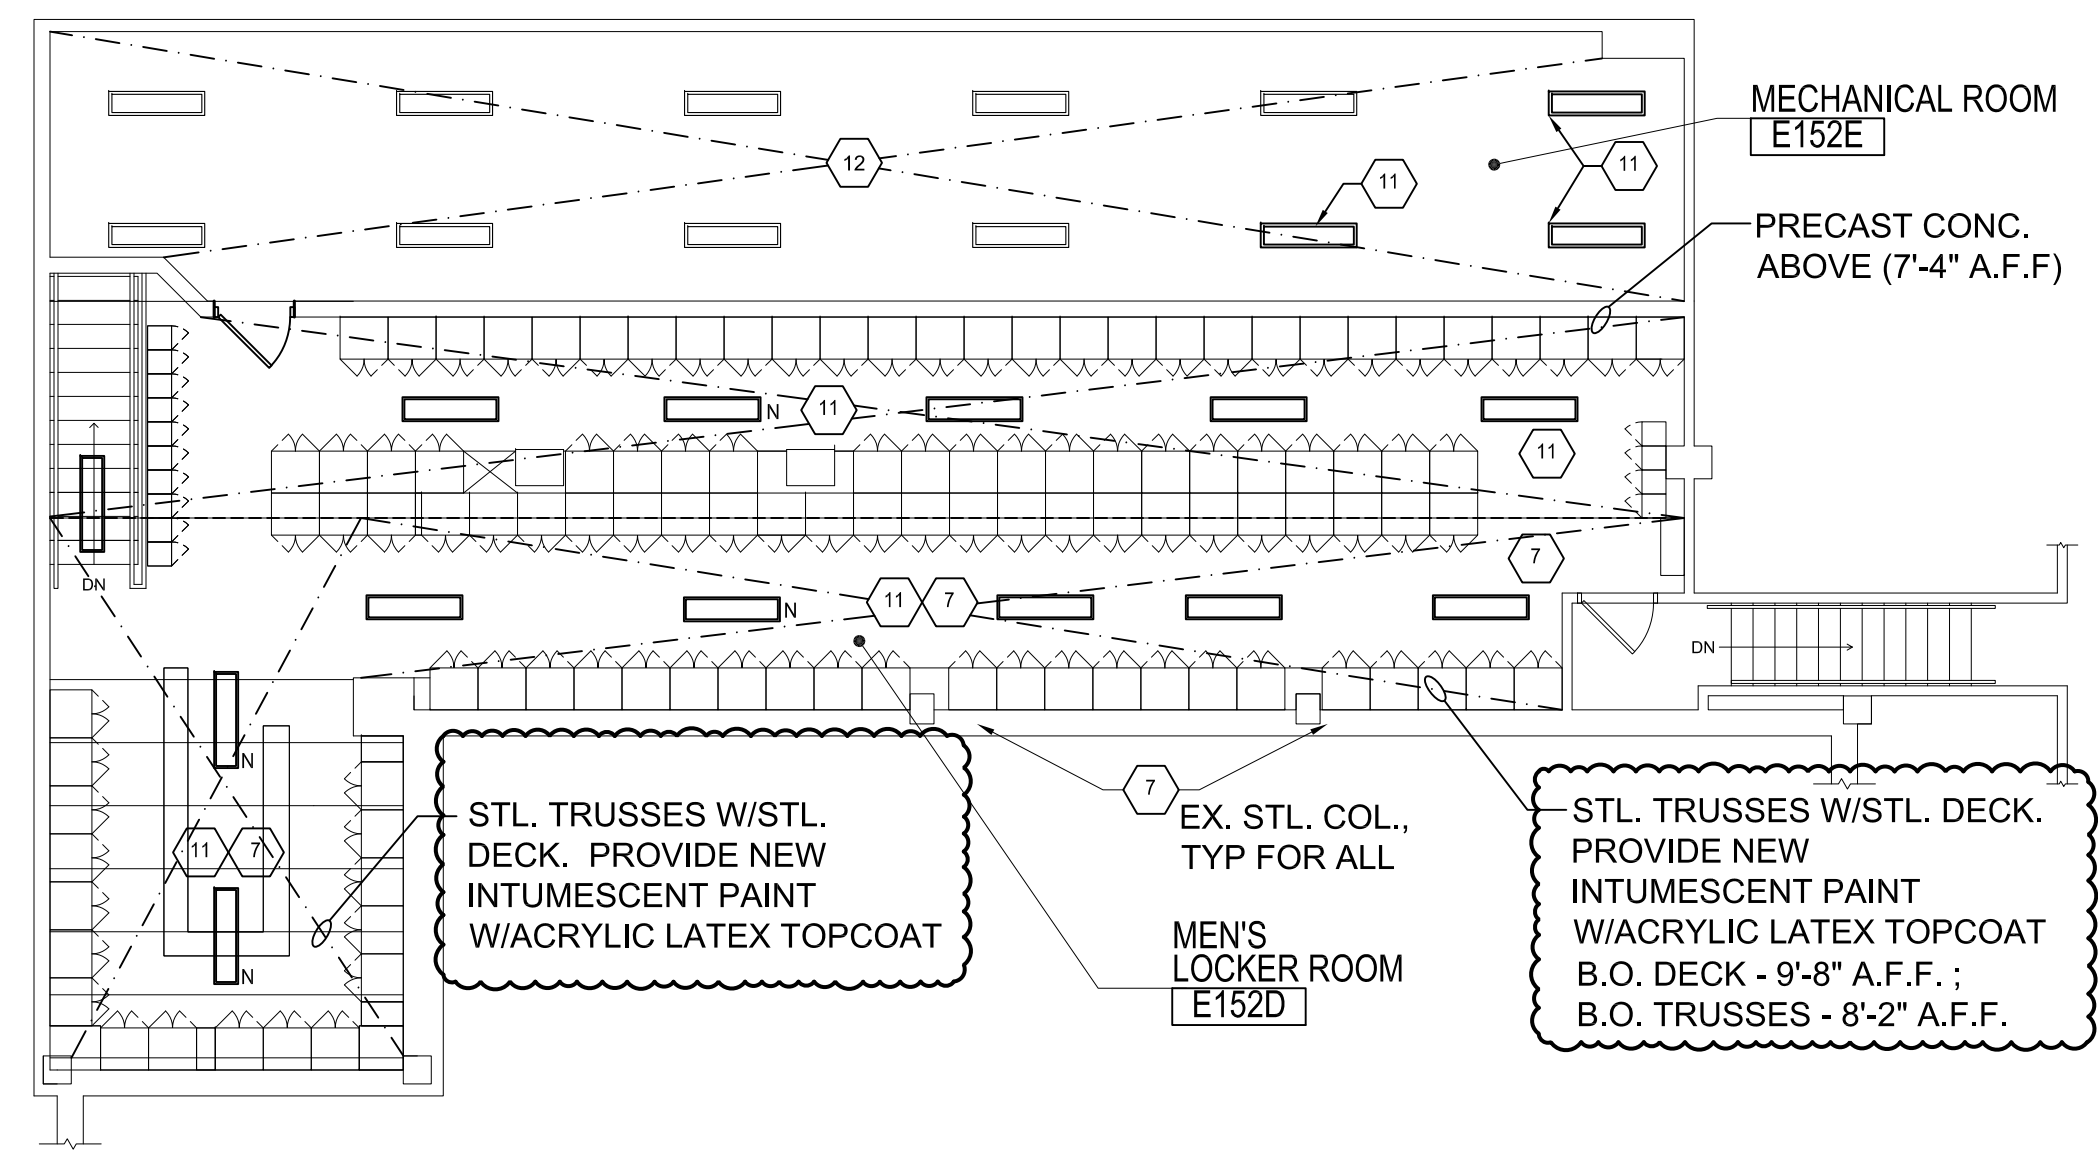 MECHANICAL ROOM
E152E
12
11
11
PRECAST CONC.
ABOVE (7'-4" A.F.F)
N
11
11
DN
7
N
11
7
DN
N
11
7
N
STL. TRUSSES W/STL.
DECK. PROVIDE NEW
INTUMESCENT PAINT
W/ACRYLIC LATEX TOPCOAT
7
EX. STL. COL.,
TYP FOR ALL
MEN'S
LOCKER ROOM
E152D
STL. TRUSSES W/STL. DECK.
PROVIDE NEW
INTUMESCENT PAINT
W/ACRYLIC LATEX TOPCOAT
B.O. DECK - 9'-8" A.F.F. ;
B.O. TRUSSES - 8'-2" A.F.F.